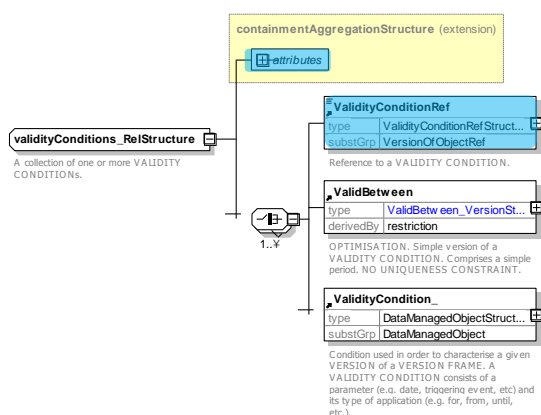 containmentAggregationStructure (extension)
attributes
validityConditions_RelStructure
A collection of one or more VALIDITY
CONDITIONs.
1..¥
ValidityConditionRef
type ValidityConditionRefStruct...
substGrp VersionOfObjectRef
Reference to a VALIDITY CONDITION.
ValidBetween
type ValidBetween_VersionSt...
derivedBy restriction
OPTIMISATION. Simple version of a
VALIDITY CONDITION. Comprises a simple
period. NO UNIQUENESS CONSTRAINT.
ValidityCondition_
type DataManagedObjectStruct...
substGrp DataManagedObject
Condition used in order to characterise a given
VERSION of a VERSION FRAME. A
VALIDITY CONDITION consists of a
parameter (e.g. date, triggering event, etc) and
its type of application (e.g. for, from, until,
etc.).